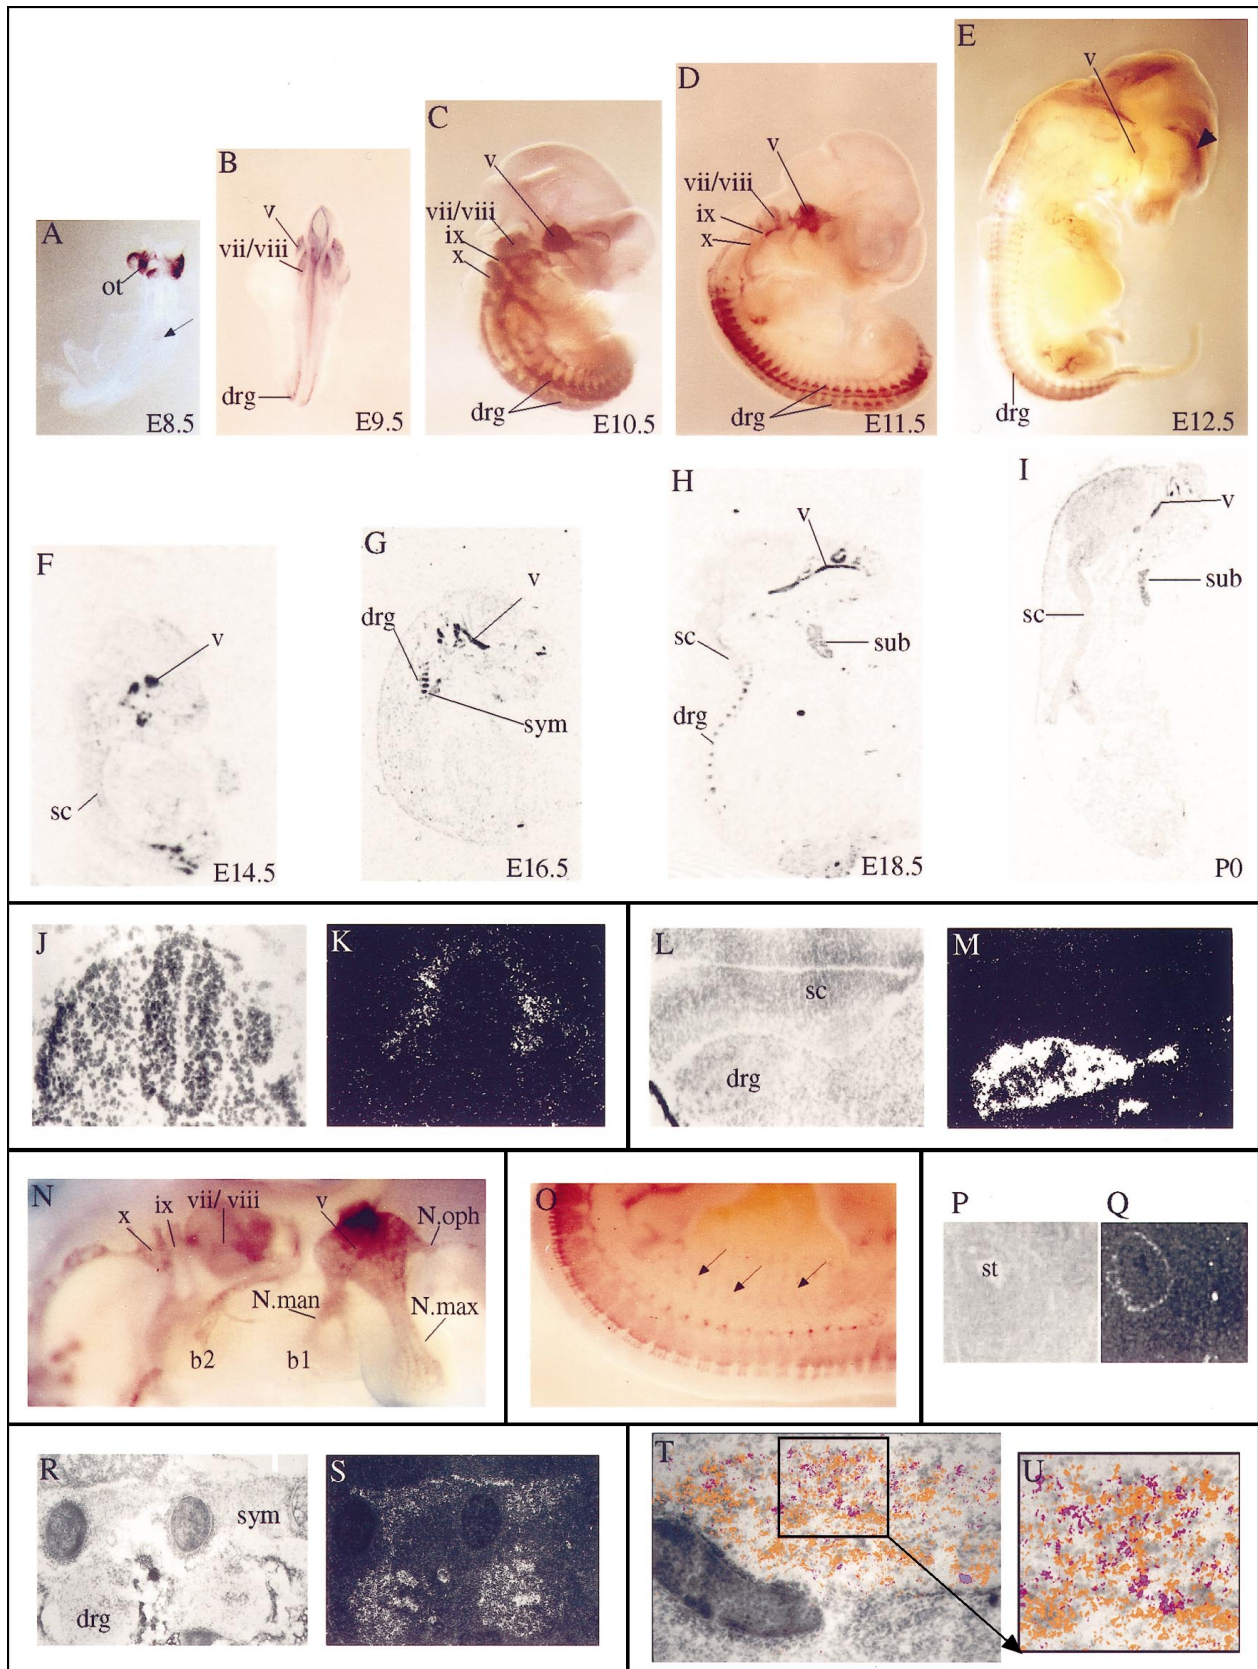 A
ot
E8.5
B
v
vii/viii
drg
E9.5
C
v
vii/viii
ix
x
drg
E10.5
D
v
vii/viii
ix
x
drg
E11.5
E
v
drg
E12.5
F
v
sc
E14.5
G
v
drg
sym
E16.5
H
v
sc
sub
drg
E18.5
I
v
sub
sc
P0
J
K
L
sc
drg
M
N
x
ix
vii/ viii
v
N.oph
N.man
N.max
b2
b1
O
P
st
Q
R
sym
drg
S
T
U